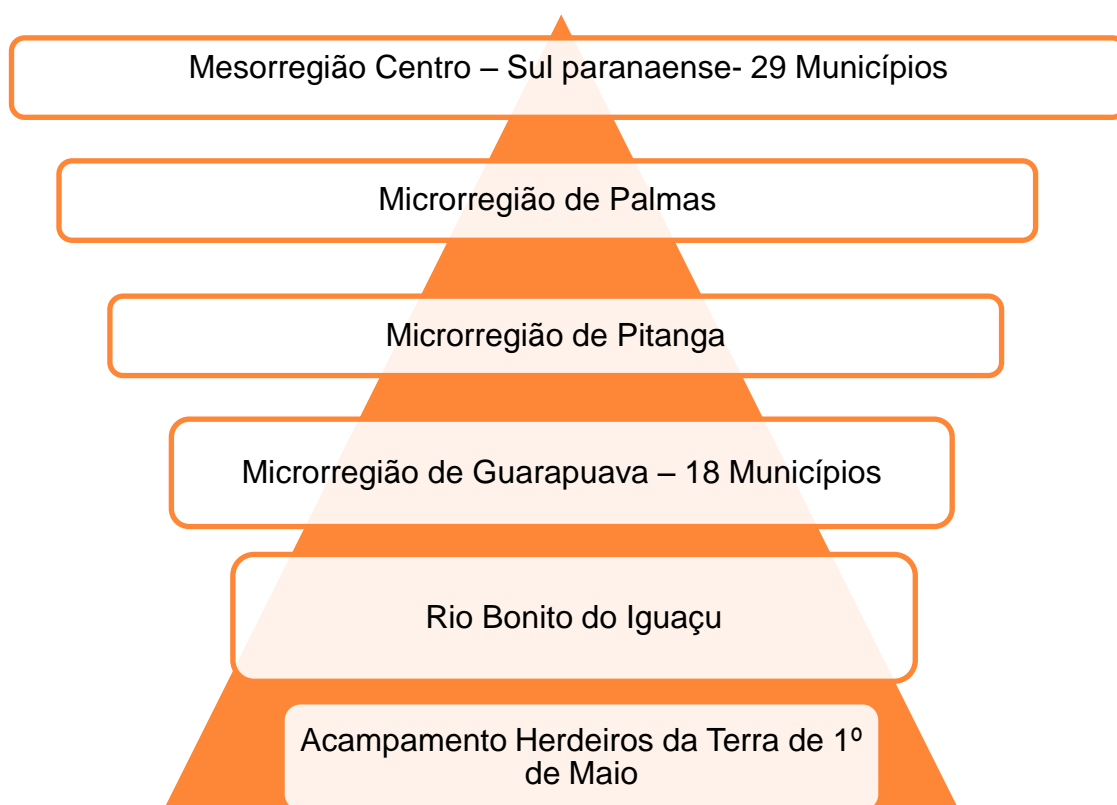 Mesorregião Centro – Sul paranaense- 29 Municípios
Microrregião de Palmas
Microrregião de Pitanga
Microrregião de Guarapuava – 18 Municípios
Rio Bonito do Iguaçu
Acampamento Herdeiros da Terra de 1º
de Maio